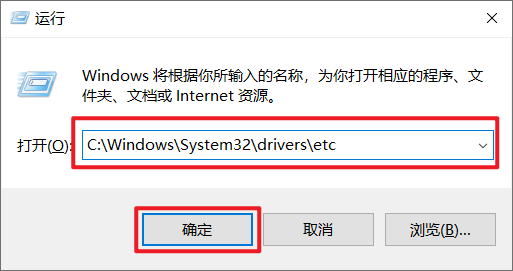 运行
Windows 将根据你所输入的名称，为你打开相应的程序、文
件夹、文档或 Internet 资源。
打开(O): C:\Windows\System32\drivers\etc
确定 取消 浏览(B)...